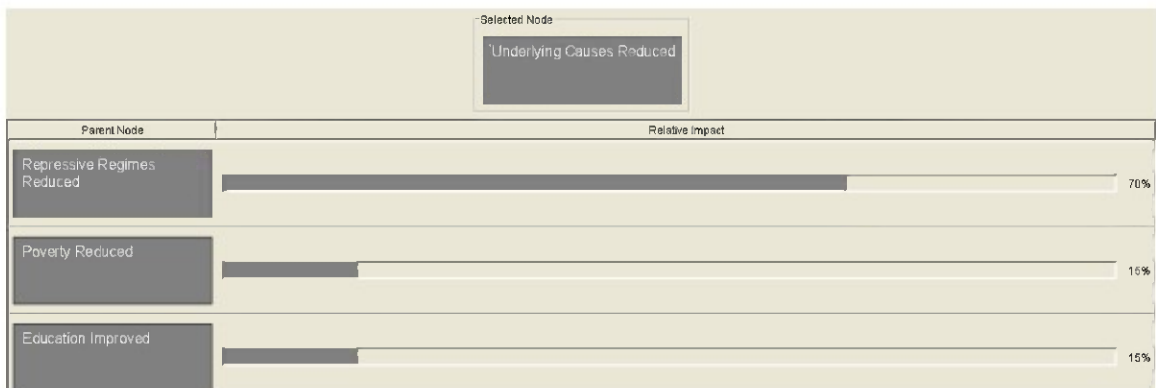 Selected Node
Underlying Causes Reduced
Parent Node
Relative Impact
Repressive Regimes
Reduced
70%
Poverty Reduced
15%
Education Improved
15%